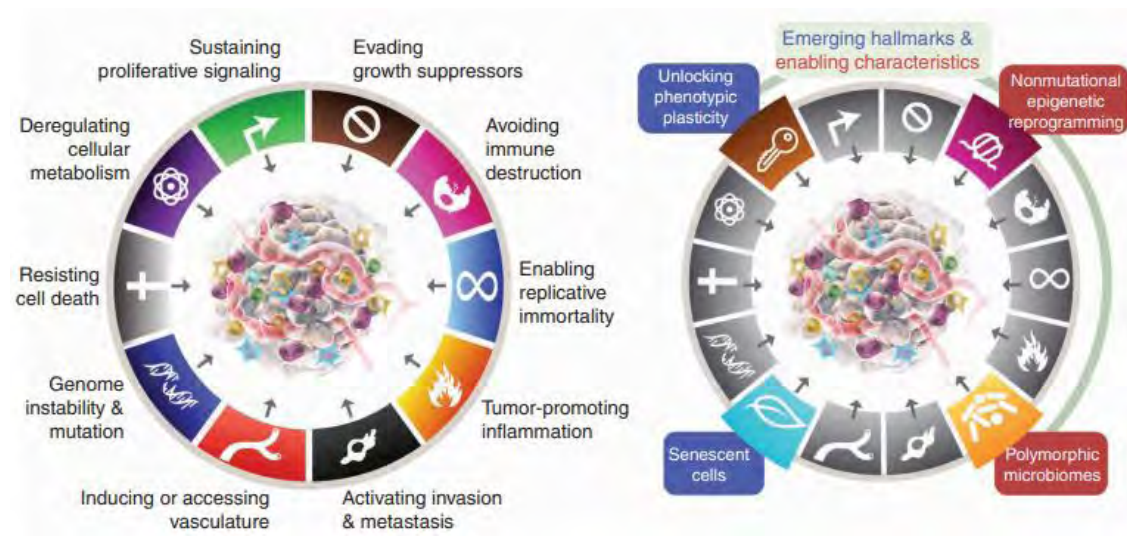 Sustaining
proliferative signaling
Evading
growth suppressors
Deregulating
cellular
metabolism
Avoiding
immune
destruction
Resisting
cell death
Enabling
replicative
immortality
Genome
instability &
mutation
Tumor-promoting
inflammation
Inducing or accessing
vasculature
Activating invasion
& metastasis
Emerging hallmarks &
enabling characteristics
Unlocking
phenotypic
plasticity
Nonmutational
epigenetic
reprogramming
Senescent
cells
Polymorphic
microbiomes